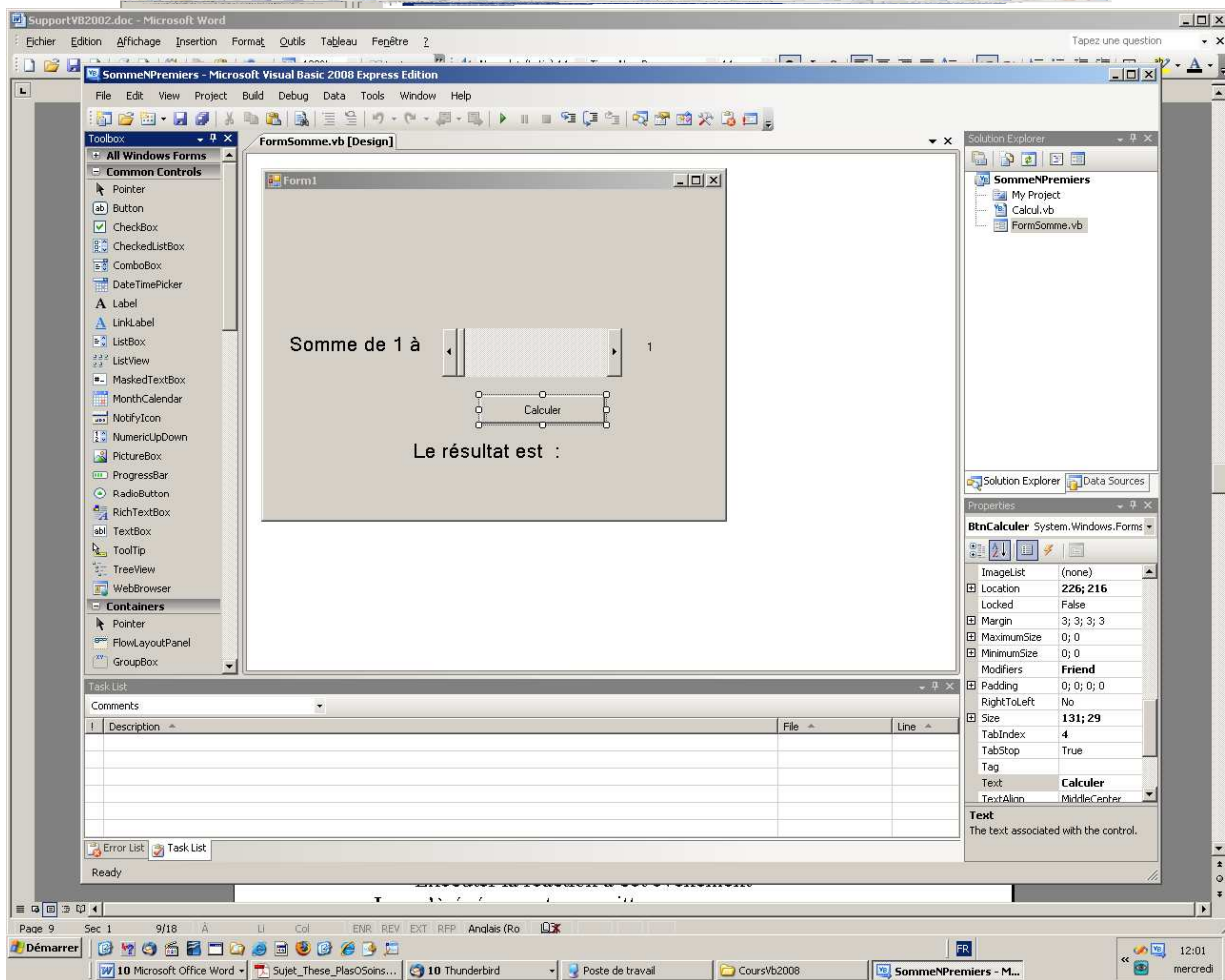 SupportVB2002.doc - Microsoft Word
Fichier Edition Affichage Insertion Format Outils Tableau Fenêtre ?
Tapez une question
SommeNPremiers - Microsoft Visual Basic 2008 Express Edition
File Edit View Project Build Debug Data Tools Window Help
Toolbox
All Windows Forms
Common Controls
Pointer
Button
CheckBox
CheckedListBox
ComboBox
DateTimePicker
Label
LinkLabel
ListBox
ListView
MaskedTextBox
MonthCalendar
NotifyIcon
NumericUpDown
PictureBox
ProgressBar
RadioButton
RichTextBox
TextBox
ToolTip
TreeView
WebBrowser
Containers
Pointer
FlowLayoutPanel
GroupBox
FormSomme.vb [Design]
Form1
Somme de 1 à
1
Calculer
Le résultat est :
Solution Explorer
SommeNPremiers
My Project
Calcul.vb
FormSomme.vb
Solution Explorer Data Sources
Properties
BtnCalculer System.Windows.Forms
ImageList (none)
Location 226; 216
Locked False
Margin 3; 3; 3; 3
MaximumSize 0; 0
MinimumSize 0; 0
Modifiers Friend
Padding 0; 0; 0; 0
RightToLeft No
Size 131; 29
TabIndex 4
TabStop True
Tag
Text Calculer
TextAlign MiddleCenter
Text
The text associated with the control.
Task List
Comments
! Description File Line
Error List Task List
Ready
Page 9 Sec 1 9/18 À Li Col ENR REV EXT RFP Anglais (Ro
Démarrer
FR
12:01
10 Microsoft Office Word
Sujet_These_PlasOSoins...
10 Thunderbird
Poste de travail
CoursVb2008
SommeNPremiers - M...
mercredi